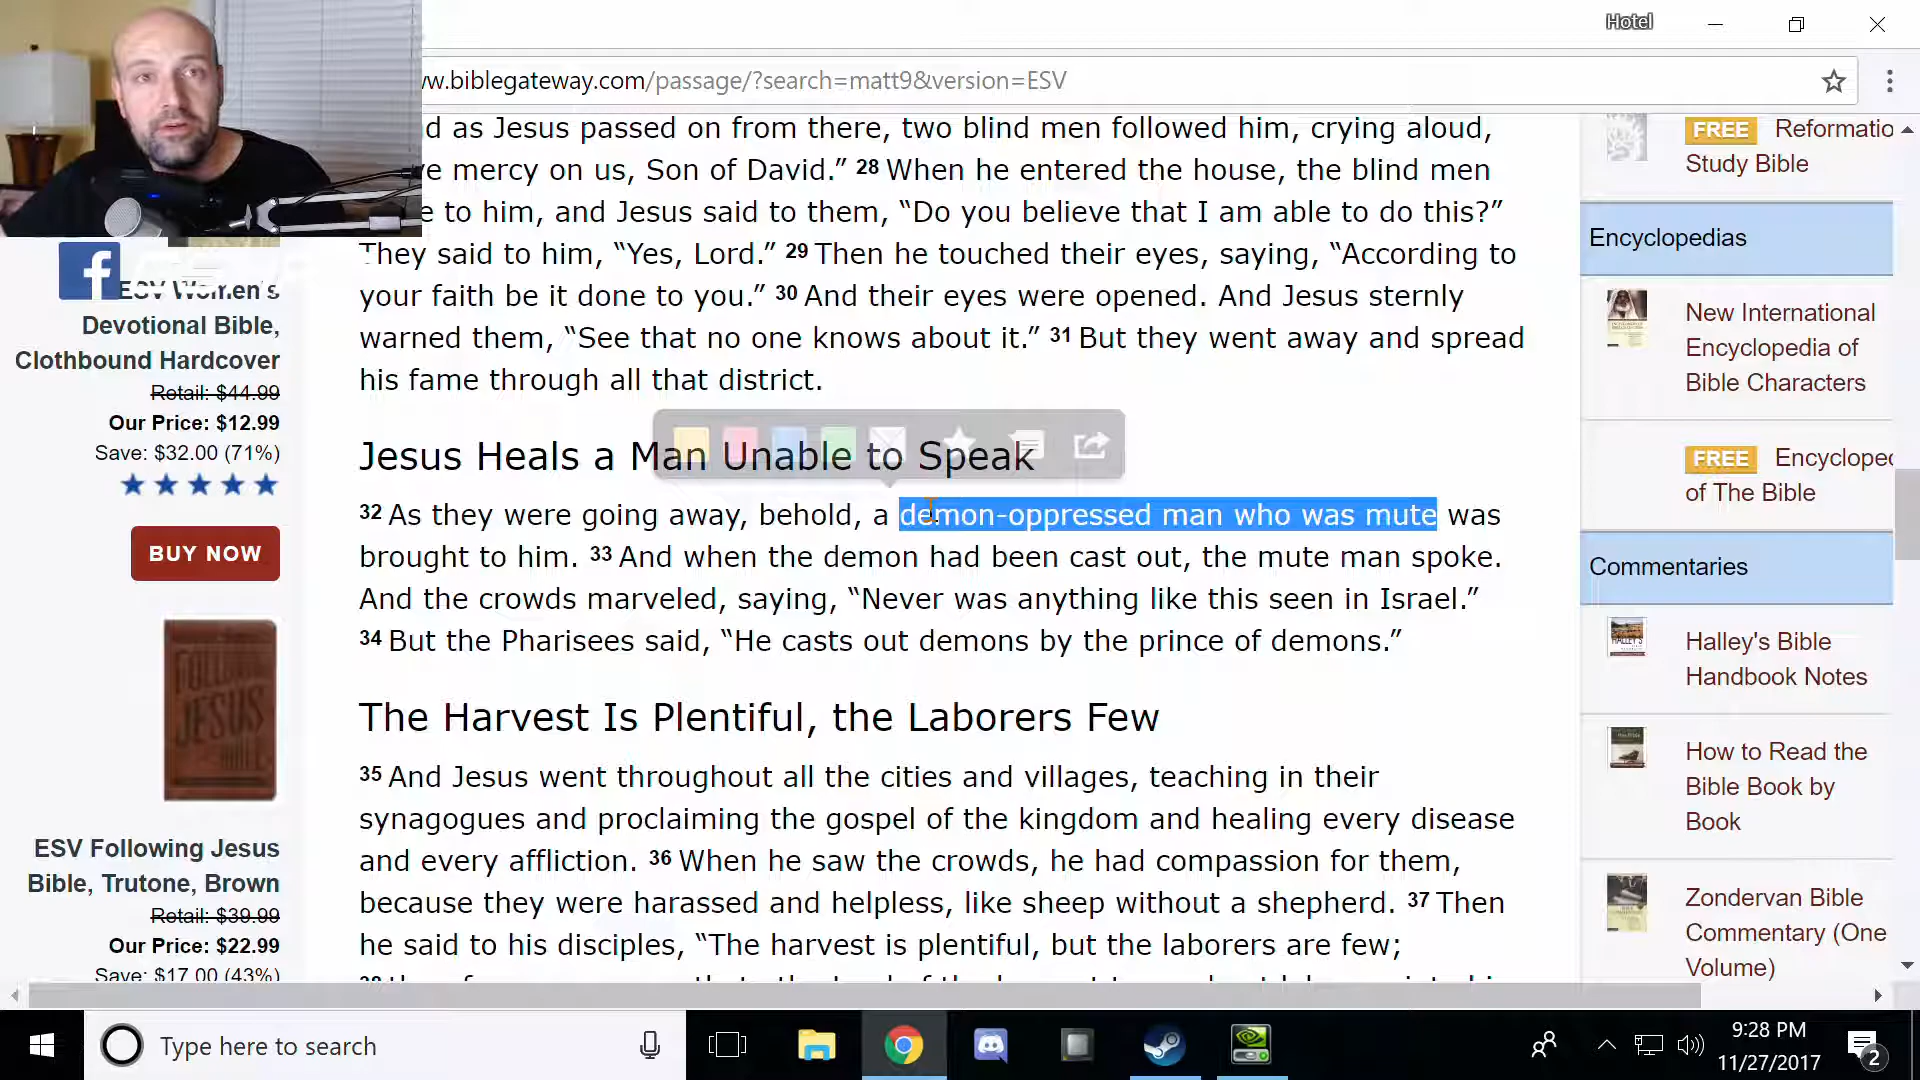 Hotel
w.biblegateway.com/passage/?search=matt9&version=ESV
d as Jesus passed on from there, two blind men followed him, crying aloud,
e mercy on us, Son of David.” 28 When he entered the house, the blind men
e to him, and Jesus said to them, “Do you believe that I am able to do this?”
They said to him, “Yes, Lord.” 29 Then he touched their eyes, saying, “According to
your faith be it done to you.” 30 And their eyes were opened. And Jesus sternly
warned them, “See that no one knows about it.” 31 But they went away and spread
his fame through all that district.
Jesus Heals a Man Unable to Speak
32 As they were going away, behold, a demon-oppressed man who was mute was
brought to him. 33 And when the demon had been cast out, the mute man spoke.
And the crowds marveled, saying, “Never was anything like this seen in Israel.”
34 But the Pharisees said, “He casts out demons by the prince of demons.”
The Harvest Is Plentiful, the Laborers Few
35 And Jesus went throughout all the cities and villages, teaching in their
synagogues and proclaiming the gospel of the kingdom and healing every disease
and every affliction. 36 When he saw the crowds, he had compassion for them,
because they were harassed and helpless, like sheep without a shepherd. 37 Then
he said to his disciples, “The harvest is plentiful, but the laborers are few;
f
ESV Women's
Devotional Bible,
Clothbound Hardcover
Retail: $44.99
Our Price: $12.99
Save: $32.00 (71%)
BUY NOW
FOLLOWING
JESUS
BIBLE
ESV Following Jesus
Bible, Trutone, Brown
Retail: $39.99
Our Price: $22.99
Save: $17.00 (43%)
FREE Reformatio
Study Bible
Encyclopedias
New International
Encyclopedia of
Bible Characters
FREE Encycloped
of The Bible
Commentaries
Halley's Bible
Handbook Notes
How to Read the
Bible Book by
Book
Zondervan Bible
Commentary (One
Volume)
Type here to search
9:28 PM
11/27/2017
2